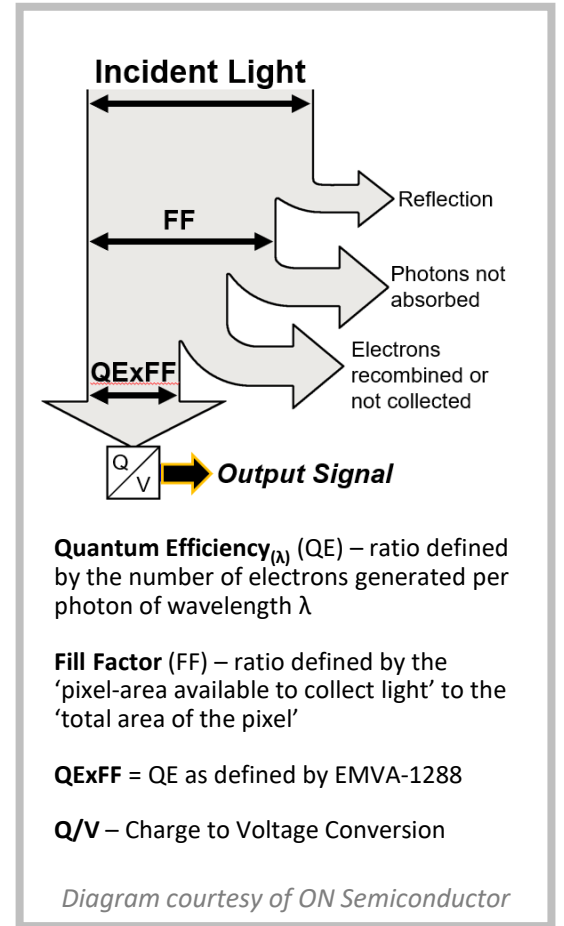 Incident Light
Reflection
FF
Photons not
absorbed
Electrons
recombined or
not collected
QExFF
Q
V
Output Signal
Quantum Efficiency(λ) (QE) – ratio defined
by the number of electrons generated per
photon of wavelength λ
Fill Factor (FF) – ratio defined by the
‘pixel-area available to collect light’ to the
‘total area of the pixel’
QExFF = QE as defined by EMVA-1288
Q/V – Charge to Voltage Conversion
Diagram courtesy of ON Semiconductor